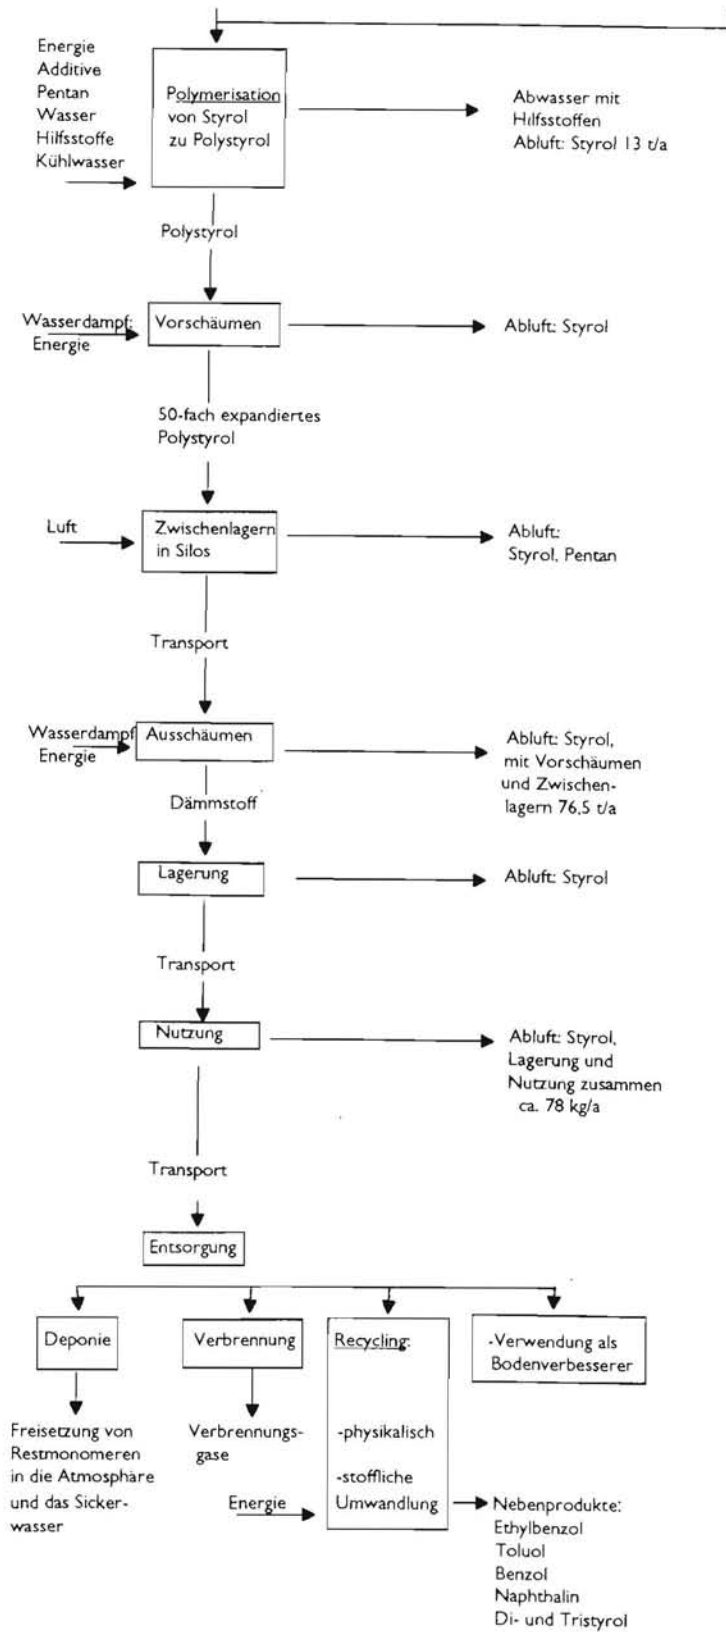 Energie
Additive
Pentan
Wasser
Hilfsstoffe
Kühlwasser
Polymerisation
von Styrol
zu Polystyrol
Abwasser mit
Hilfsstoffen
Abluft: Styrol 13 t/a
Polystyrol
Wasserdampf:
Energie
Vorschäumen
Abluft: Styrol
50-fach expandiertes
Polystyrol
Luft
Zwischenlagern
in Silos
Abluft:
Styrol, Pentan
Transport
Wasserdampf
Energie
Ausschäumen
Abluft: Styrol,
mit Vorschäumen
und Zwischen-
lagern 76,5 t/a
Dämmstoff
Lagerung
Abluft: Styrol
Transport
Nutzung
Abluft: Styrol,
Lagerung und
Nutzung zusammen
ca. 78 kg/a
Transport
Entsorgung
Deponie
Verbrennung
Recycling:
-physikalisch
-stoffliche
Umwandlung
-Verwendung als
Bodenverbesserer
Freisetzung von
Restmonomeren
in die Atmosphäre
und das Sicker-
wasser
Verbrennungs-
gase
Energie
Nebenprodukte:
Ethylbenzol
Toluol
Benzol
Naphthalin
Di- und Tristyrol